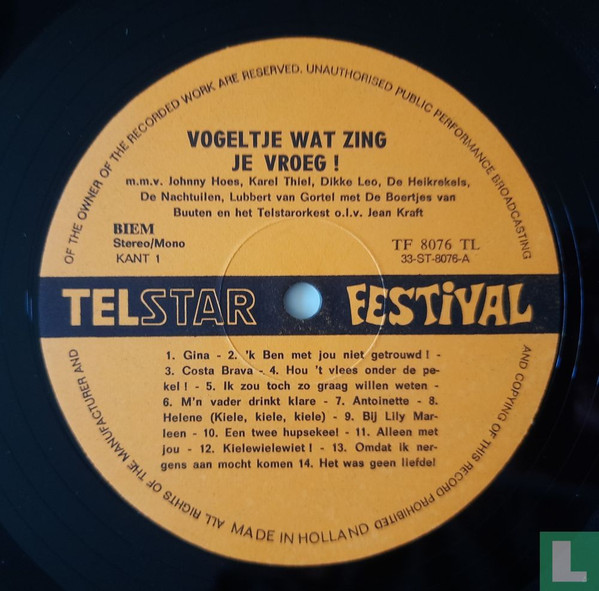 ALL RIGHTS OF THE MANUFACTURER AND OF THE OWNER OF THE RECORDED WORK ARE RESERVED. UNAUTHORISED PUBLIC PERFORMANCE BROADCASTING AND COPYING OF THIS RECORD PROHIBITED
VOGELTJE WAT ZING
JE VROEG !
m.m.v. Johnny Hoes, Karel Thiel, Dikke Leo, De Heikrekels,
De Nachtuilen, Lubbert van Gortel met De Boertjes van
Buuten en het Telstarorkest o.l.v. Jean Kraft
BIEM
Stereo/Mono
KANT 1
TF 8076 TL
33-ST-8076-A
TELSTAR FESTIVAL
1. Gina - 2. 'k Ben met jou niet getrouwd ! -
3. Costa Brava - 4. Hou 't vlees onder de pe-
kel ! - 5. Ik zou toch zo graag willen weten -
6. M'n vader drinkt klare - 7. Antoinette - 8.
Helene (Kiele, kiele, kiele) - 9. Bij Lily Mar-
leen - 10. Een twee hupsekee! - 11. Alleen met
jou - 12. Kielewielewiet ! - 13. Omdat ik ner-
gens aan mocht komen 14. Het was geen liefde!
MADE IN HOLLAND
L